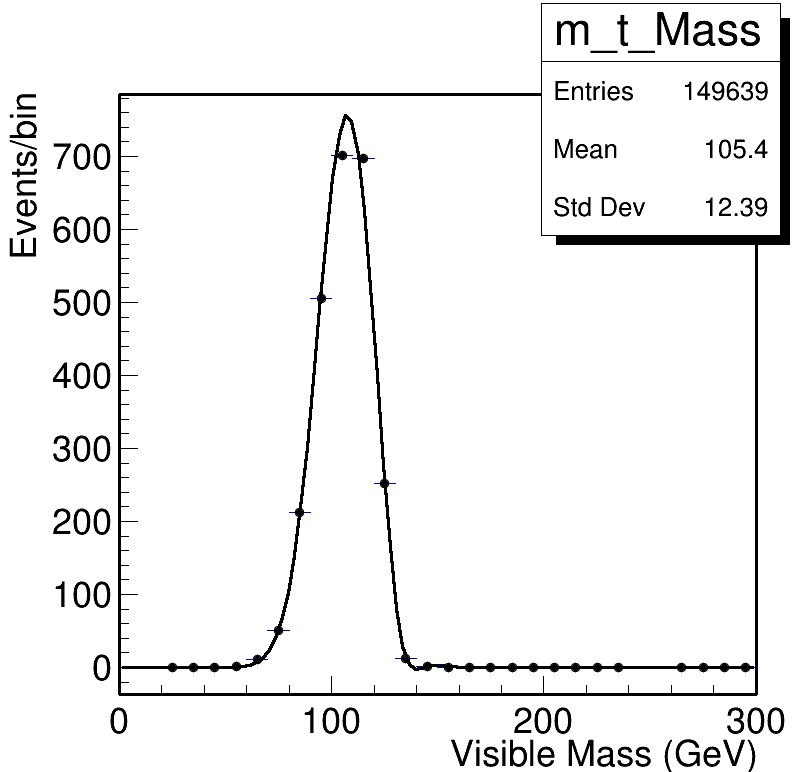 m_t_Mass
Entries 149639
Mean 105.4
Std Dev 12.39
Events/bin
700
600
500
400
300
200
100
0
0 100 200 300
Visible Mass (GeV)